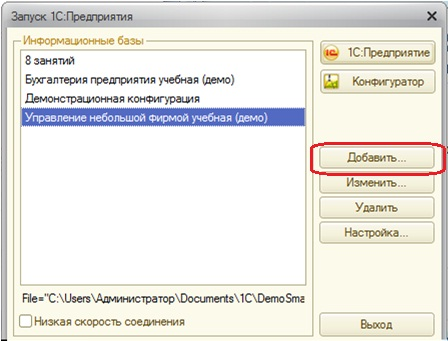 Запуск 1С:Предприятия
Информационные базы
8 занятий
Бухгалтерия предприятия учебная (демо)
Демонстрационная конфигурация
Управление небольшой фирмой учебная (демо)
1С:Предприятие
Конфигуратор
Добавить...
Изменить...
Удалить
Настройка...
File="C:\Users\Администратор\Documents\1C\DemoSma
Низкая скорость соединения
Выход